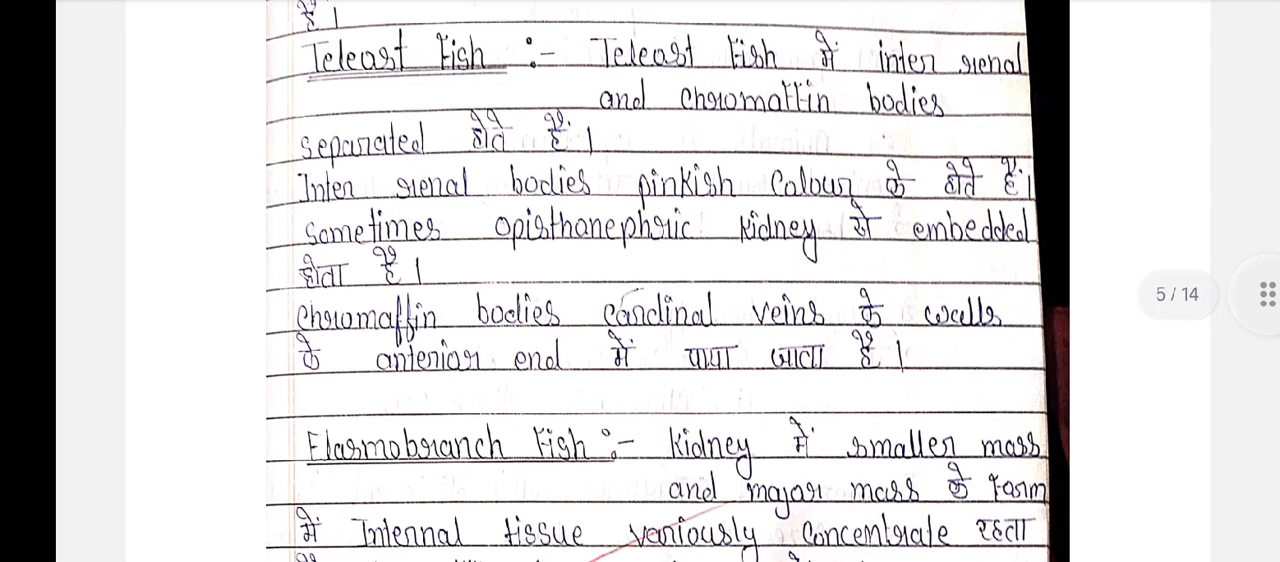 है।
Teleast Fish :- Teleast Fish में inter renal
and chromaffin bodies
separated होते हैं।
Inter renal bodies pinkish colour के होते हैं।
sometimes opisthonephric kidney से embedded
होता है।
chromaffin bodies cardinal veins के walls
के anterior end में पाया जाता है।
Elasmobranch Fish :- kidney में smaller mass
and major mass के form
में Internal tissue variously concentrate रहता
5 / 14